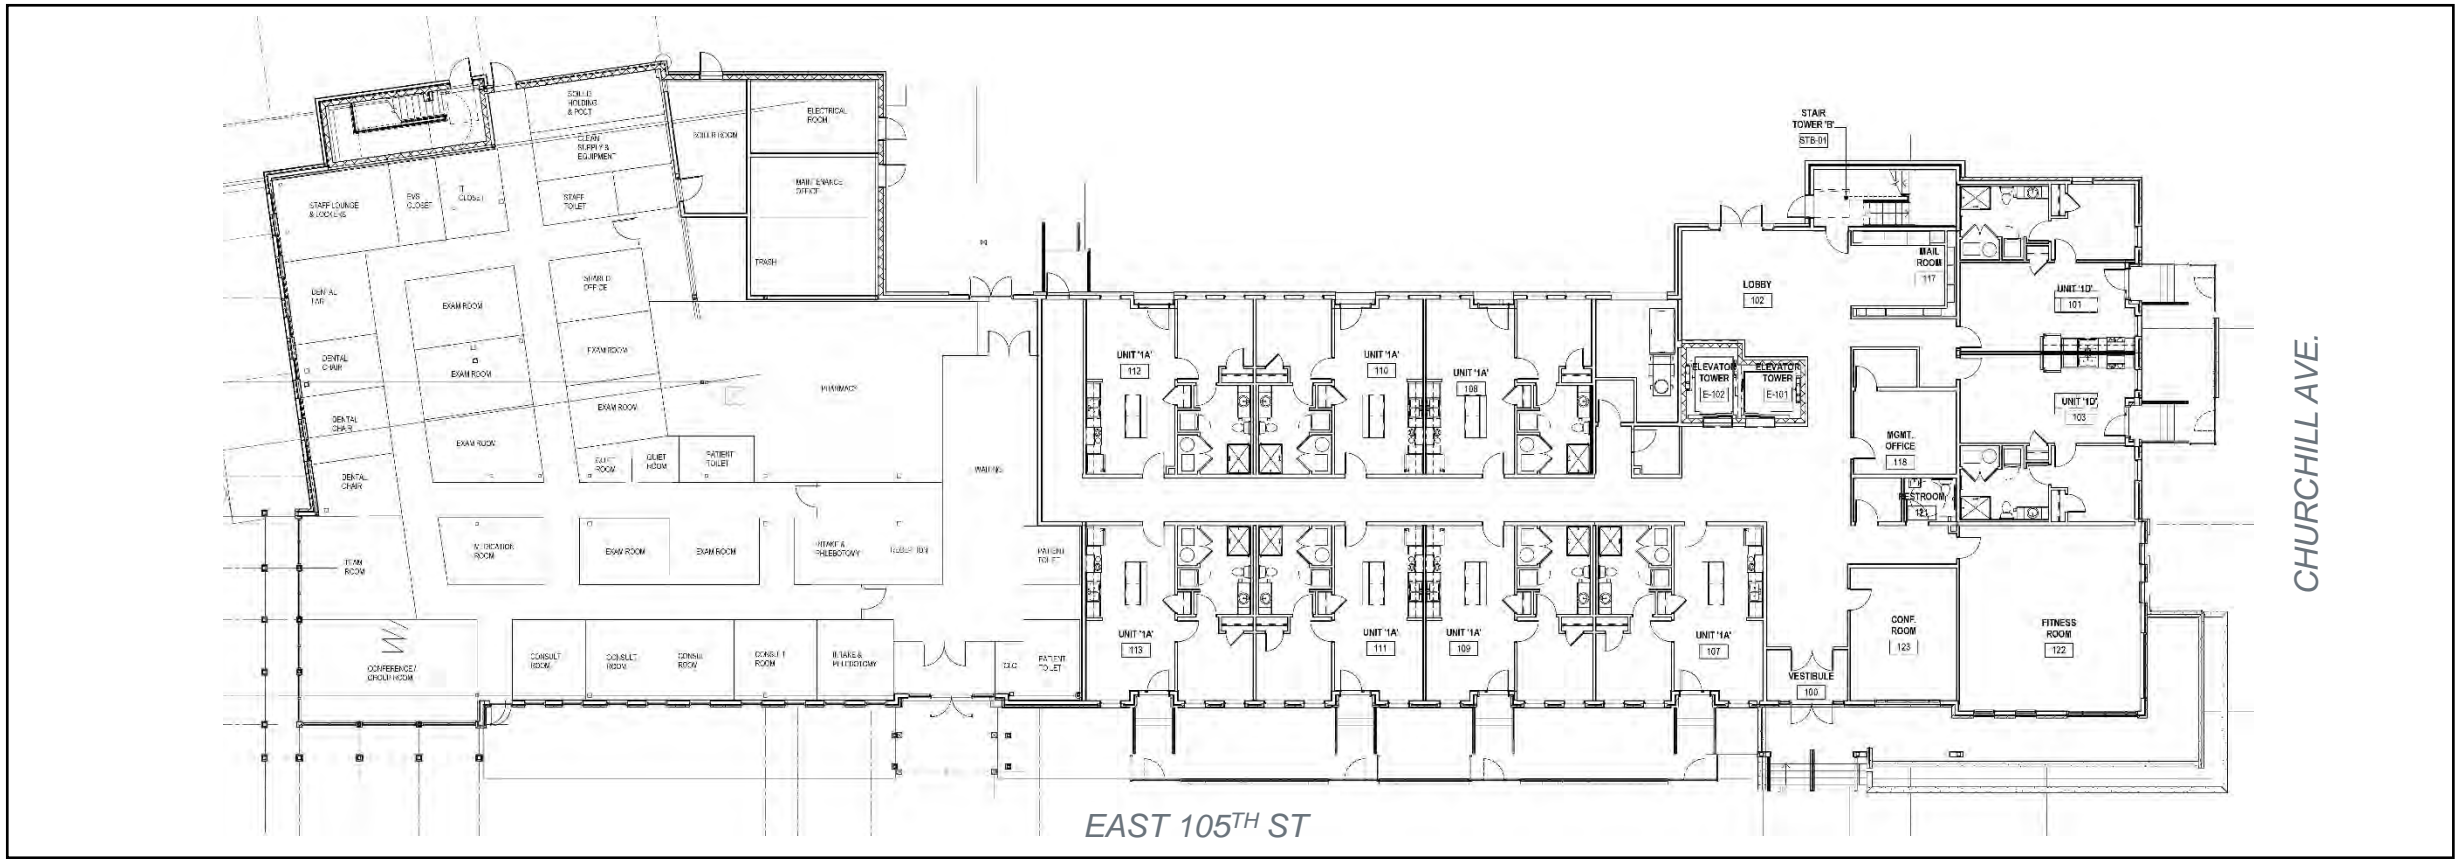 SOILED
HOLDING
& POCT
CLEAN
SUPPLY &
EQUIPMENT
STAFF
TOILET
BOILER ROOM
ELECTRICAL
ROOM
MAINTENANCE
OFFICE
TRASH
STAFF LOUNGE
& LOCKERS
EVS
CLOSET
IT
CLOSET
DENTAL
LAB
DENTAL
CHAIR
DENTAL
CHAIR
DENTAL
CHAIR
TEAM
ROOM
EXAM ROOM
EXAM ROOM
EXAM ROOM
SHARED
OFFICE
EXAM ROOM
EXAM ROOM
QUIET
ROOM
QUIET
ROOM
PATIENT
TOILET
PHARMACY
WAITING
MEDICATION
ROOM
EXAM ROOM
EXAM ROOM
INTAKE &
PHLEBOTOMY
RECEPTION
PATIENT
TOILET
CONFERENCE /
GROUP ROOM
CONSULT
ROOM
CONSULT
ROOM
CONSULT
ROOM
CONSULT
ROOM
INTAKE &
PHLEBOTOMY
PATIENT
TOILET
UNIT '1A'
112
UNIT '1A'
110
UNIT '1A'
108
UNIT '1A'
113
UNIT '1A'
111
UNIT '1A'
109
UNIT '1A'
107
STAIR
TOWER 'B'
STB-01
LOBBY
102
MAIL
ROOM
117
ELEVATOR
TOWER
E-102
ELEVATOR
TOWER
E-101
UNIT '1D'
101
UNIT '1D'
103
MGMT.
OFFICE
118
RESTROOM
121
CONF.
ROOM
123
FITNESS
ROOM
122
VESTIBULE
100
CHURCHILL AVE.
EAST 105TH ST